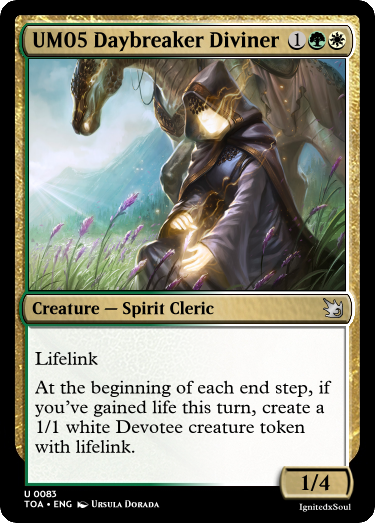 UM05 Daybreaker Diviner 1
Creature — Spirit Cleric
Lifelink
At the beginning of each end step, if
you've gained life this turn, create a
1/1 white Devotee creature token
with lifelink.
1/4
U 0083
TOA • ENG Ursula Dorada
IgnitedxSoul